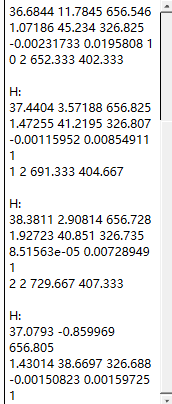 36.6844 11.7845 656.546
1.07186 45.234 326.825
-0.00231733 0.0195808 1
0 2 652.333 402.333
H:
37.4404 3.57188 656.825
1.47255 41.2195 326.807
-0.00115952 0.00854911
1
1 2 691.333 404.667
H:
38.3811 2.90814 656.728
1.92723 40.851 326.735
8.51563e-05 0.00728949
1
2 2 729.667 407.333
H:
37.0793 -0.859969
656.805
1.43014 38.6697 326.688
-0.00150823 0.00159725
1